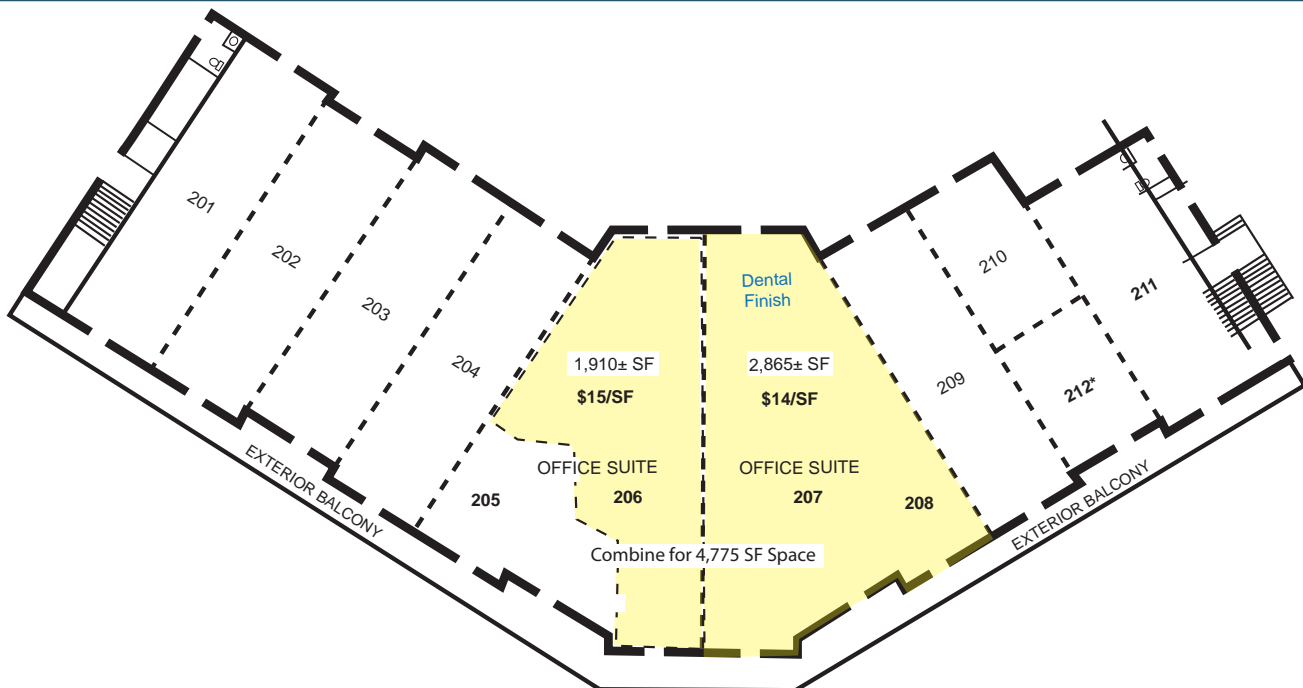 201
202
203
204
205
EXTERIOR BALCONY
1,910± SF
$15/SF
OFFICE SUITE
206
Dental
Finish
2,865± SF
$14/SF
OFFICE SUITE
207
208
Combine for 4,775 SF Space
209
210
211
212*
EXTERIOR BALCONY